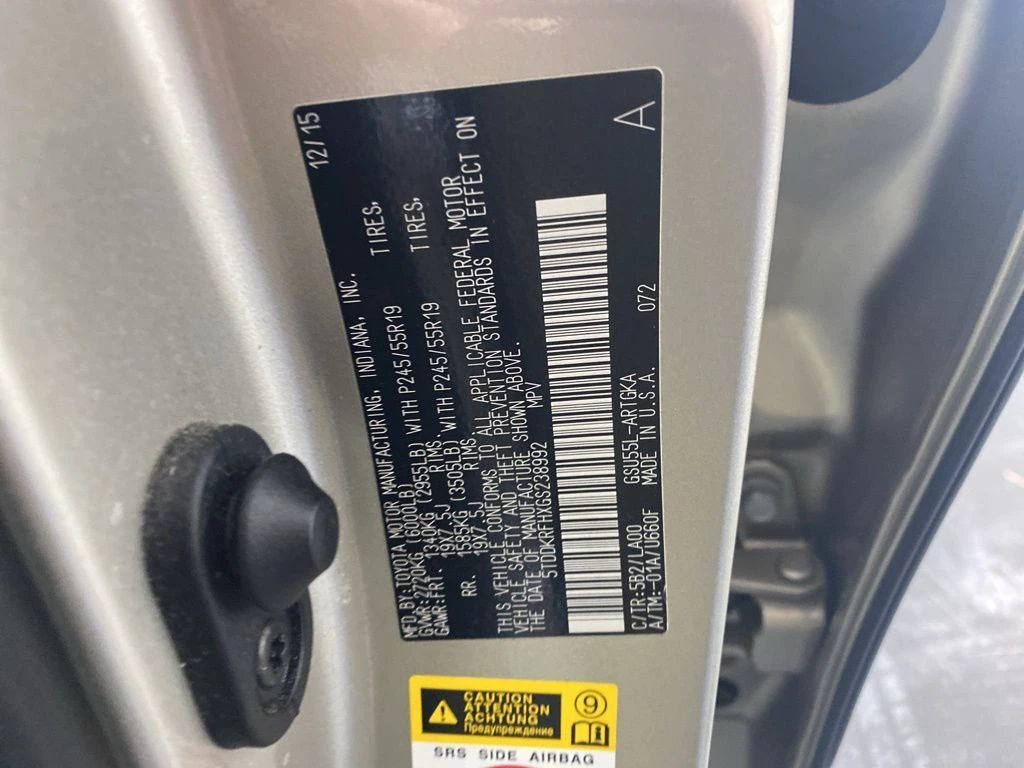 MFD.BY:TOYOTA MOTOR MANUFACTURING, INDIANA, INC. 12/15
GVWR:2720KG (6000LB)
GAWR:FRT. 1340KG (2955LB) WITH P245/55R19 TIRES,
19X7.5J RIMS.
RR. 1585KG (3505LB) WITH P245/55R19 TIRES,
19X7.5J RIMS.
THIS VEHICLE CONFORMS TO ALL APPLICABLE FEDERAL MOTOR
VEHICLE SAFETY AND THEFT PREVENTION STANDARDS IN EFFECT ON
THE DATE OF MANUFACTURE SHOWN ABOVE.
5TDDKRFHXGS238992 MPV
C/TR:5B2/LA00 GSU55L-ARTGKA
A/TM:-01A/U660F MADE IN U.S.A. 072 A
CAUTION
ATTENTION
ACHTUNG
Предупреждение
9
SRS SIDE AIRBAG